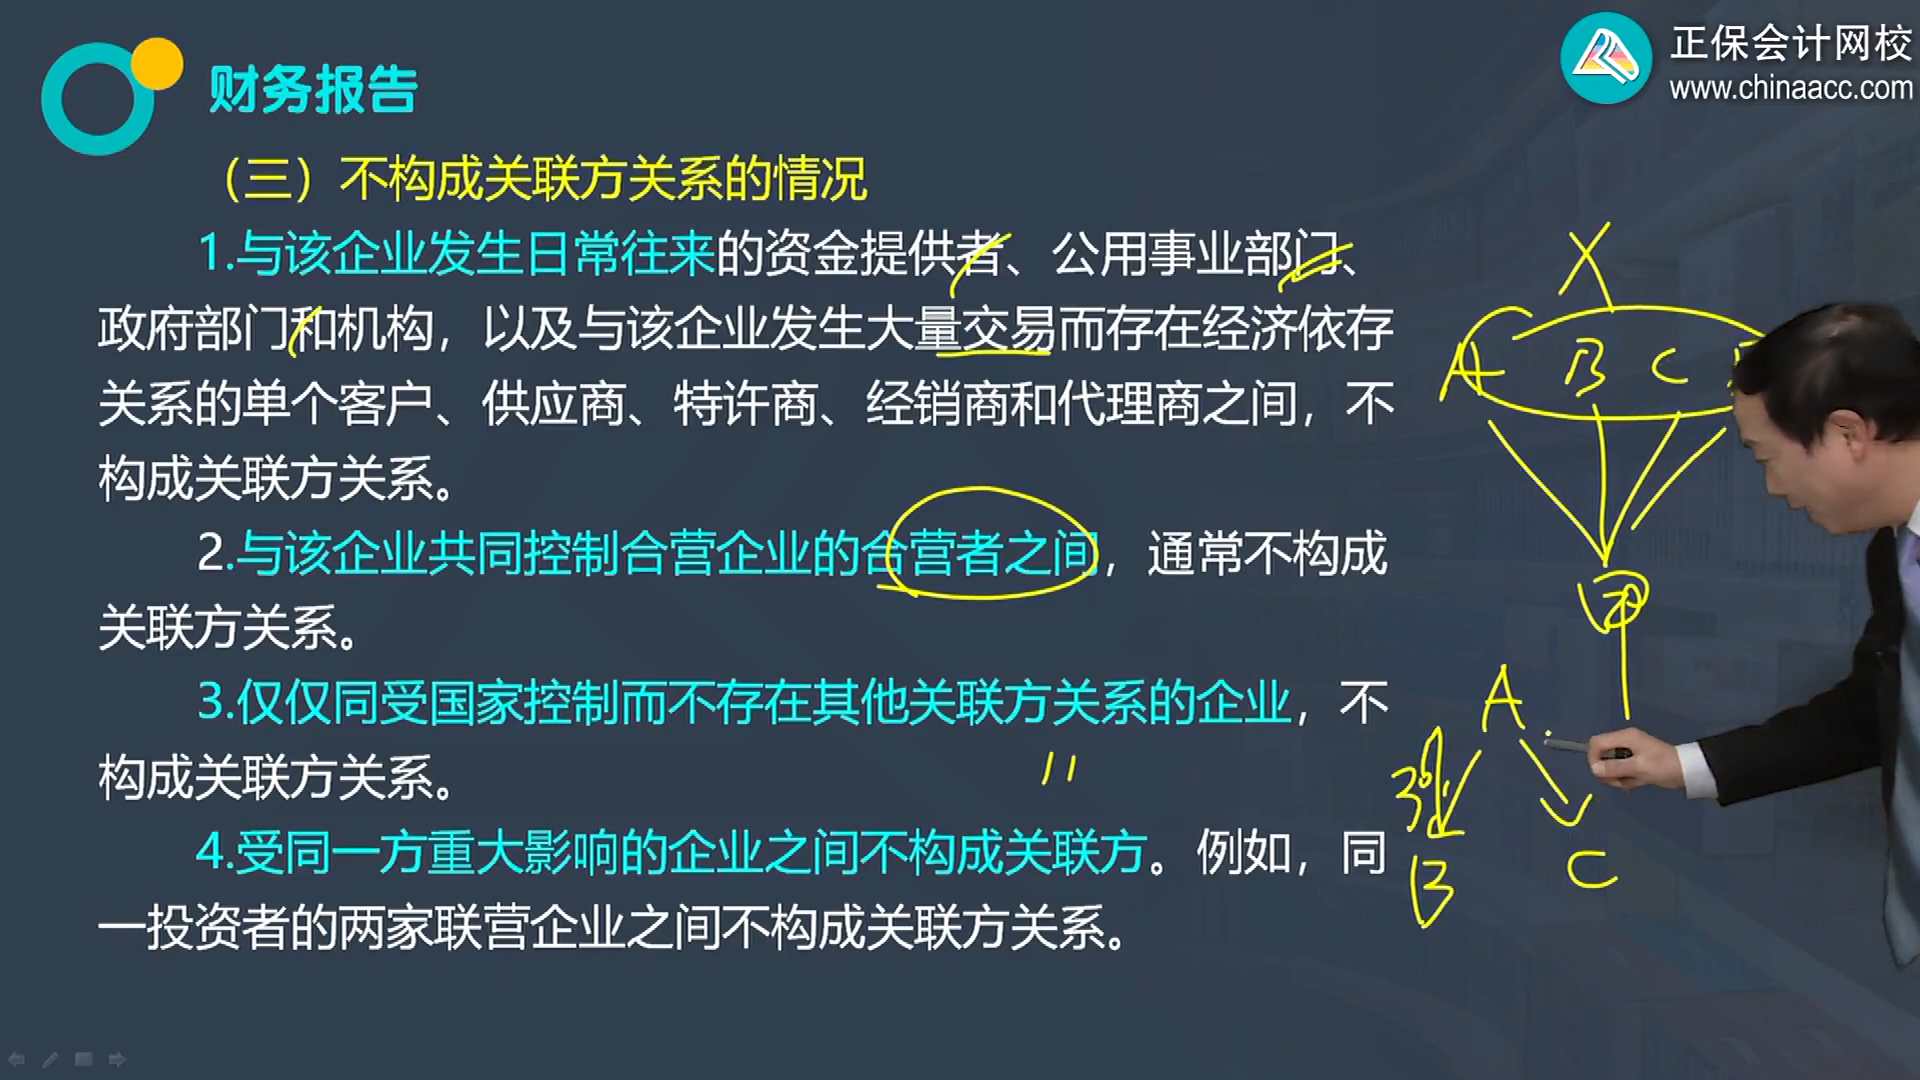 正保会计网校
www.chinaacc.com
财务报告
（三）不构成关联方关系的情况
1.与该企业发生日常往来的资金提供者、公用事业部门、
政府部门和机构，以及与该企业发生大量交易而存在经济依存
关系的单个客户、供应商、特许商、经销商和代理商之间，不
构成关联方关系。
2.与该企业共同控制合营企业的合营者之间，通常不构成
关联方关系。
3.仅仅同受国家控制而不存在其他关联方关系的企业，不
构成关联方关系。
4.受同一方重大影响的企业之间不构成关联方。例如，同
一投资者的两家联营企业之间不构成关联方关系。
X
A B C
甲
A
B
C